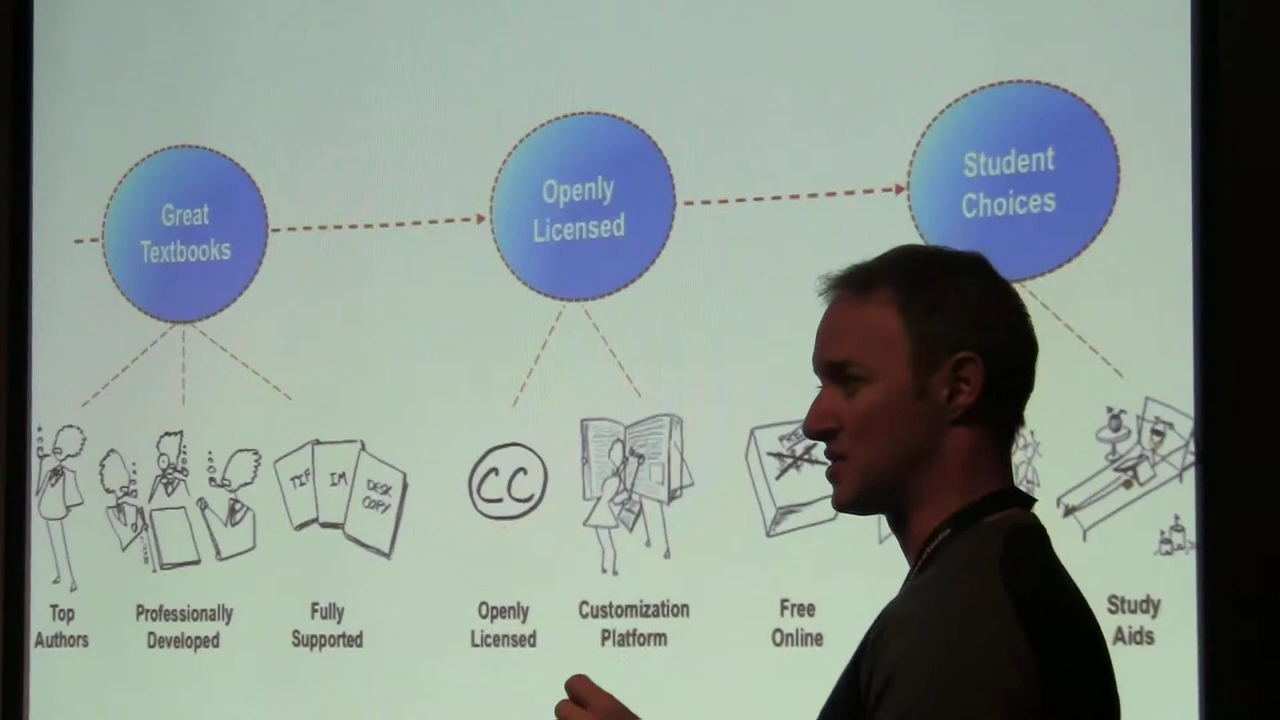 Great
Textbooks
Openly
Licensed
Student
Choices
TIF
IM
DESK
COPY
CC
Top
Authors
Professionally
Developed
Fully
Supported
Openly
Licensed
Customization
Platform
Free
Online
Study
Aids